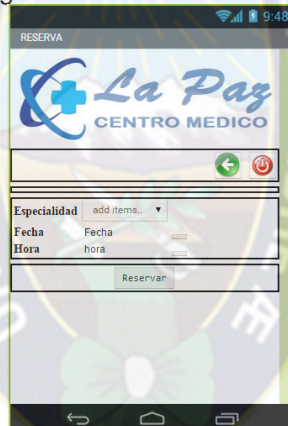 9:48
RESERVA
La Paz
CENTRO MEDICO
Especialidad add items..
Fecha Fecha
Hora hora
Reservar